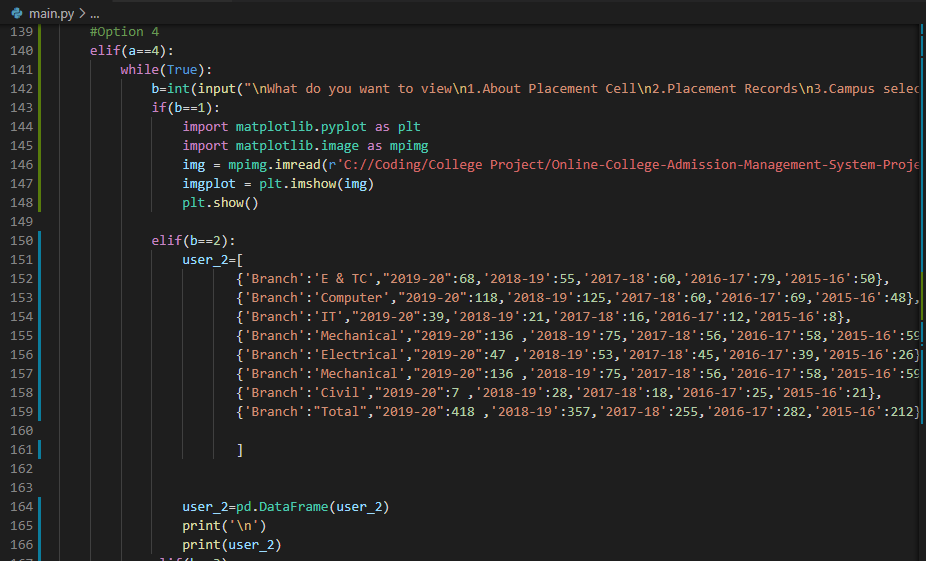 main.py > ...
139 #Option 4
140 elif(a==4):
141 while(True):
142 b=int(input("\nWhat do you want to view\n1.About Placement Cell\n2.Placement Records\n3.Campus selec
143 if(b==1):
144 import matplotlib.pyplot as plt
145 import matplotlib.image as mpimg
146 img = mpimg.imread(r'C://Coding/College Project/Online-College-Admission-Management-System-Proje
147 imgplot = plt.imshow(img)
148 plt.show()
149
150 elif(b==2):
151 user_2=[
152 {'Branch':'E & TC',"2019-20":68,'2018-19':55,'2017-18':60,'2016-17':79,'2015-16':50},
153 {'Branch':'Computer',"2019-20":118,'2018-19':125,'2017-18':60,'2016-17':69,'2015-16':48},
154 {'Branch':'IT',"2019-20":39,'2018-19':21,'2017-18':16,'2016-17':12,'2015-16':8},
155 {'Branch':'Mechanical',"2019-20":136 ,'2018-19':75,'2017-18':56,'2016-17':58,'2015-16':59
156 {'Branch':'Electrical',"2019-20":47 ,'2018-19':53,'2017-18':45,'2016-17':39,'2015-16':26}
157 {'Branch':'Mechanical',"2019-20":136 ,'2018-19':75,'2017-18':56,'2016-17':58,'2015-16':59
158 {'Branch':'Civil',"2019-20":7 ,'2018-19':28,'2017-18':18,'2016-17':25,'2015-16':21},
159 {'Branch':"Total","2019-20":418 ,'2018-19':357,'2017-18':255,'2016-17':282,'2015-16':212}
160
161 ]
162
163
164 user_2=pd.DataFrame(user_2)
165 print('\n')
166 print(user_2)